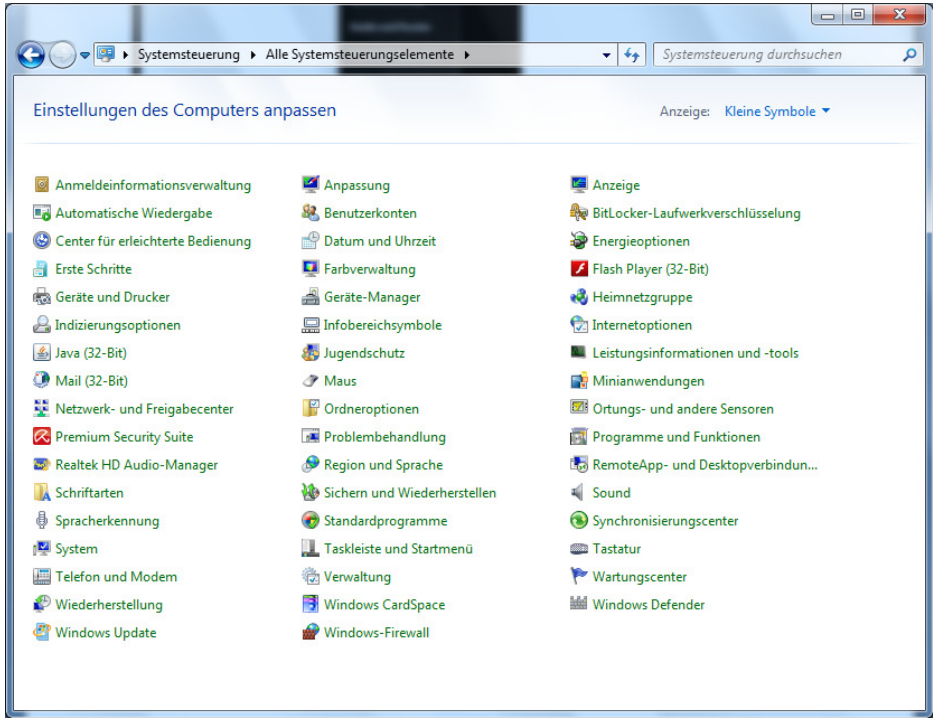 Systemsteuerung Alle Systemsteuerungselemente Systemsteuerung durchsuchen
Einstellungen des Computers anpassen Anzeige: Kleine Symbole
Anmeldeinformationsverwaltung Anpassung Anzeige
Automatische Wiedergabe Benutzerkonten BitLocker-Laufwerkverschlüsselung
Center für erleichterte Bedienung Datum und Uhrzeit Energieoptionen
Erste Schritte Farbverwaltung Flash Player (32-Bit)
Geräte und Drucker Geräte-Manager Heimnetzgruppe
Indizierungsoptionen Infobereichsymbole Internetoptionen
Java (32-Bit) Jugendschutz Leistungsinformationen und -tools
Mail (32-Bit) Maus Minianwendungen
Netzwerk- und Freigabecenter Ordneroptionen Ortungs- und andere Sensoren
Premium Security Suite Problembehandlung Programme und Funktionen
Realtek HD Audio-Manager Region und Sprache RemoteApp- und Desktopverbindun...
Schriftarten Sichern und Wiederherstellen Sound
Spracherkennung Standardprogramme Synchronisierungscenter
System Taskleiste und Startmenü Tastatur
Telefon und Modem Verwaltung Wartungscenter
Wiederherstellung Windows CardSpace Windows Defender
Windows Update Windows-Firewall